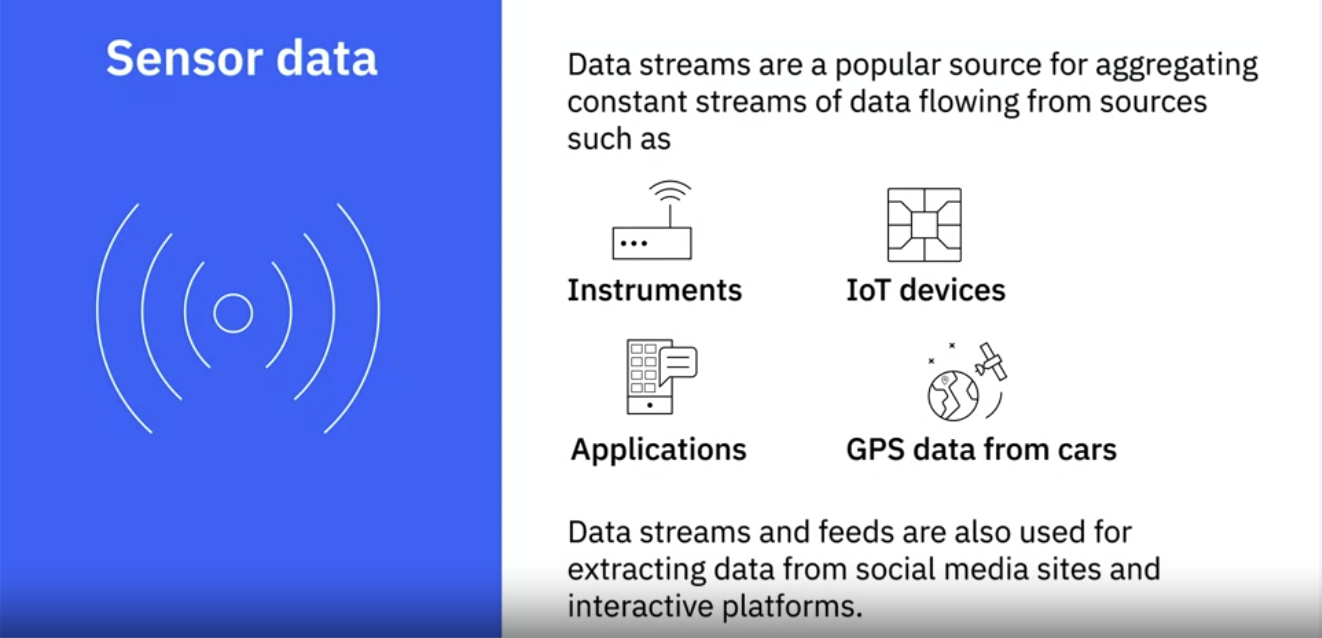 Sensor data
Data streams are a popular source for aggregating
constant streams of data flowing from sources
such as
Instruments
IoT devices
Applications
GPS data from cars
Data streams and feeds are also used for
extracting data from social media sites and
interactive platforms.